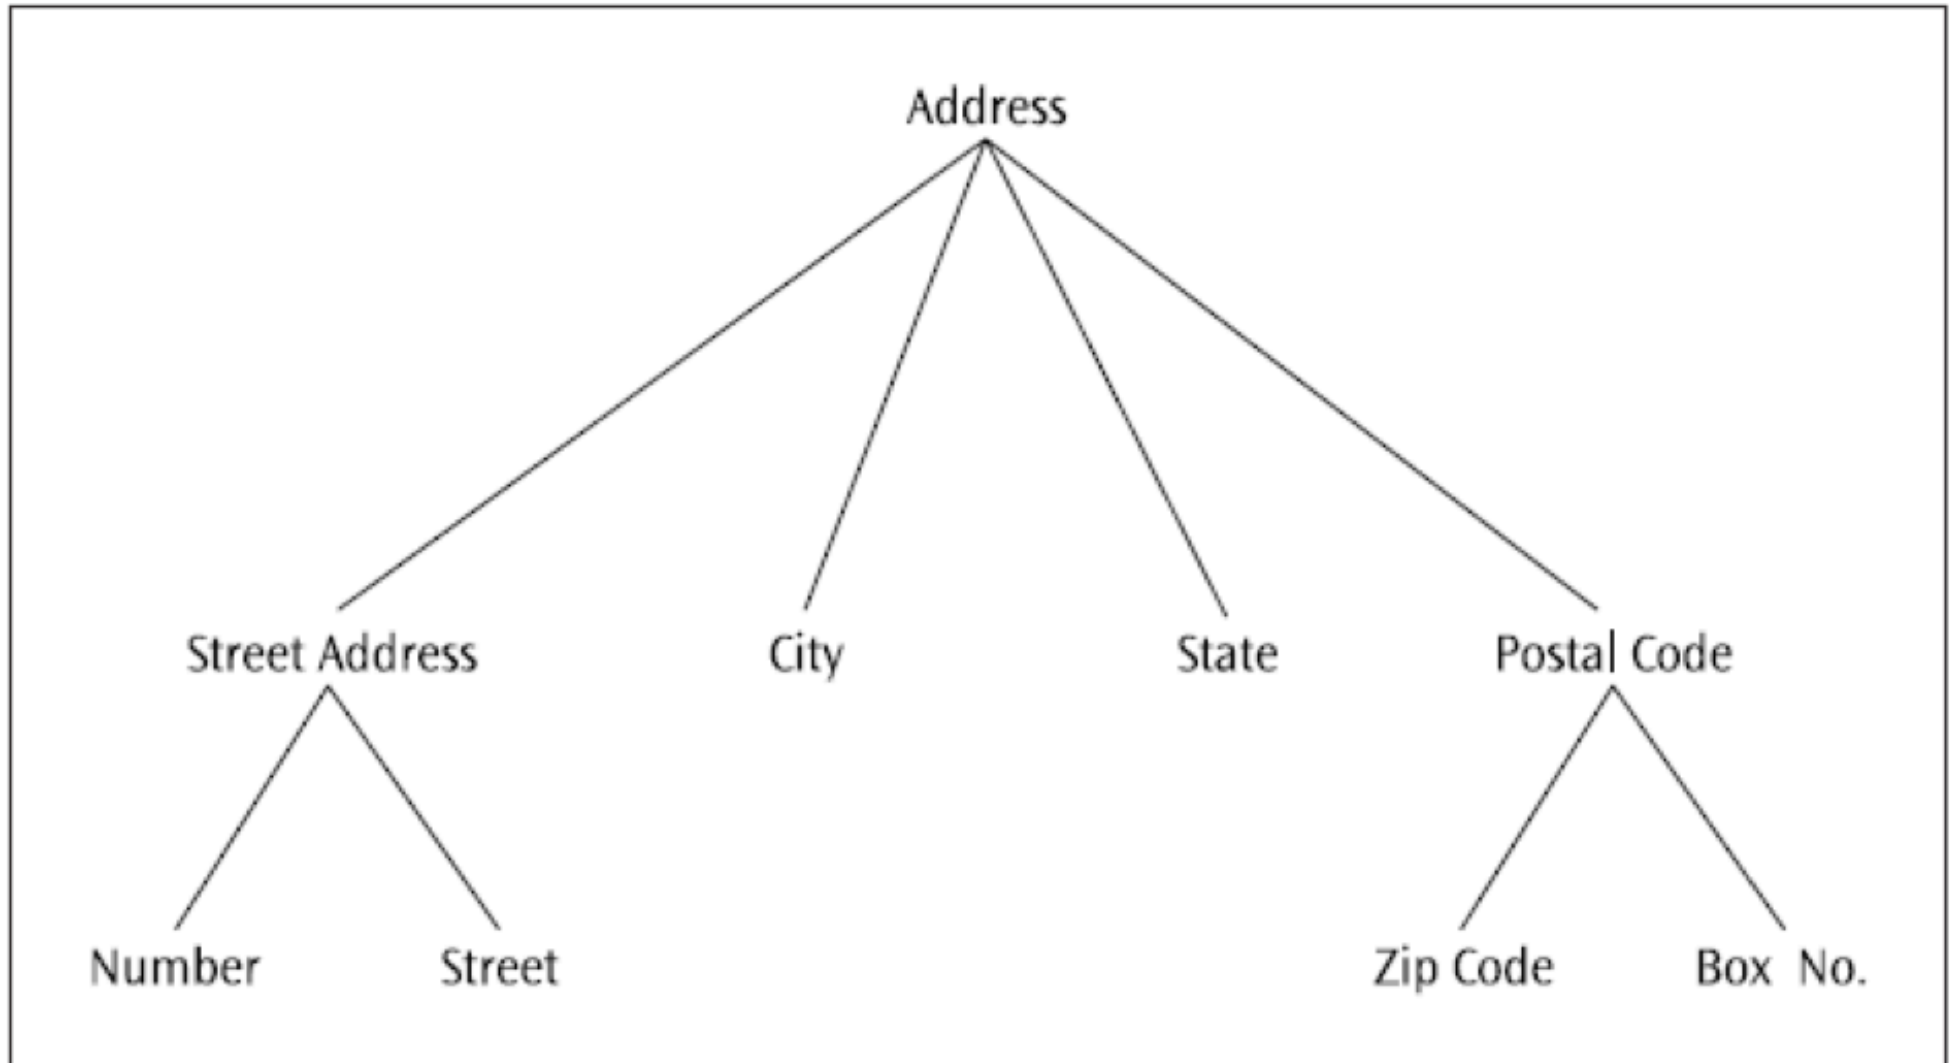 Address
Street Address City State Postal Code
Number Street Zip Code Box No.